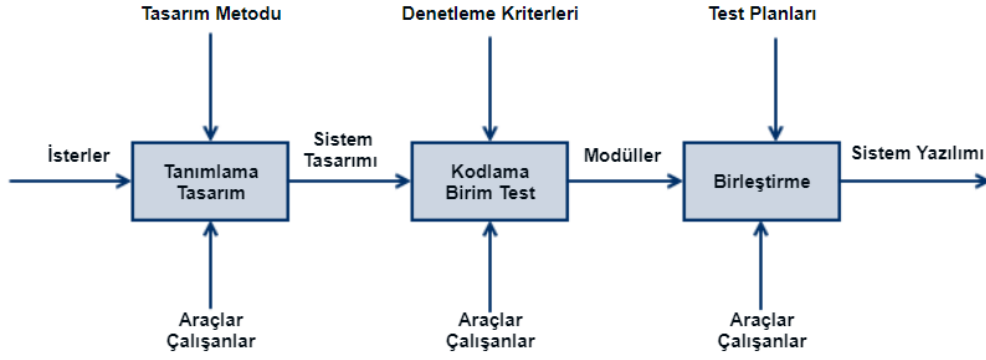 Tasarım Metodu
Denetleme Kriterleri
Test Planları
İsterler
Tanımlama
Tasarım
Sistem
Tasarımı
Kodlama
Birim Test
Modüller
Birleştirme
Sistem Yazılımı
Araçlar
Çalışanlar
Araçlar
Çalışanlar
Araçlar
Çalışanlar